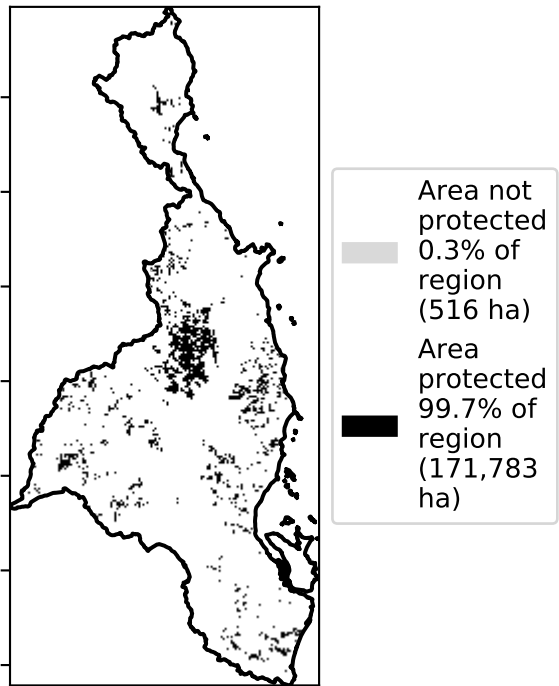 Area not
protected
0.3% of
region
(516 ha)
Area
protected
99.7% of
region
(171,783
ha)